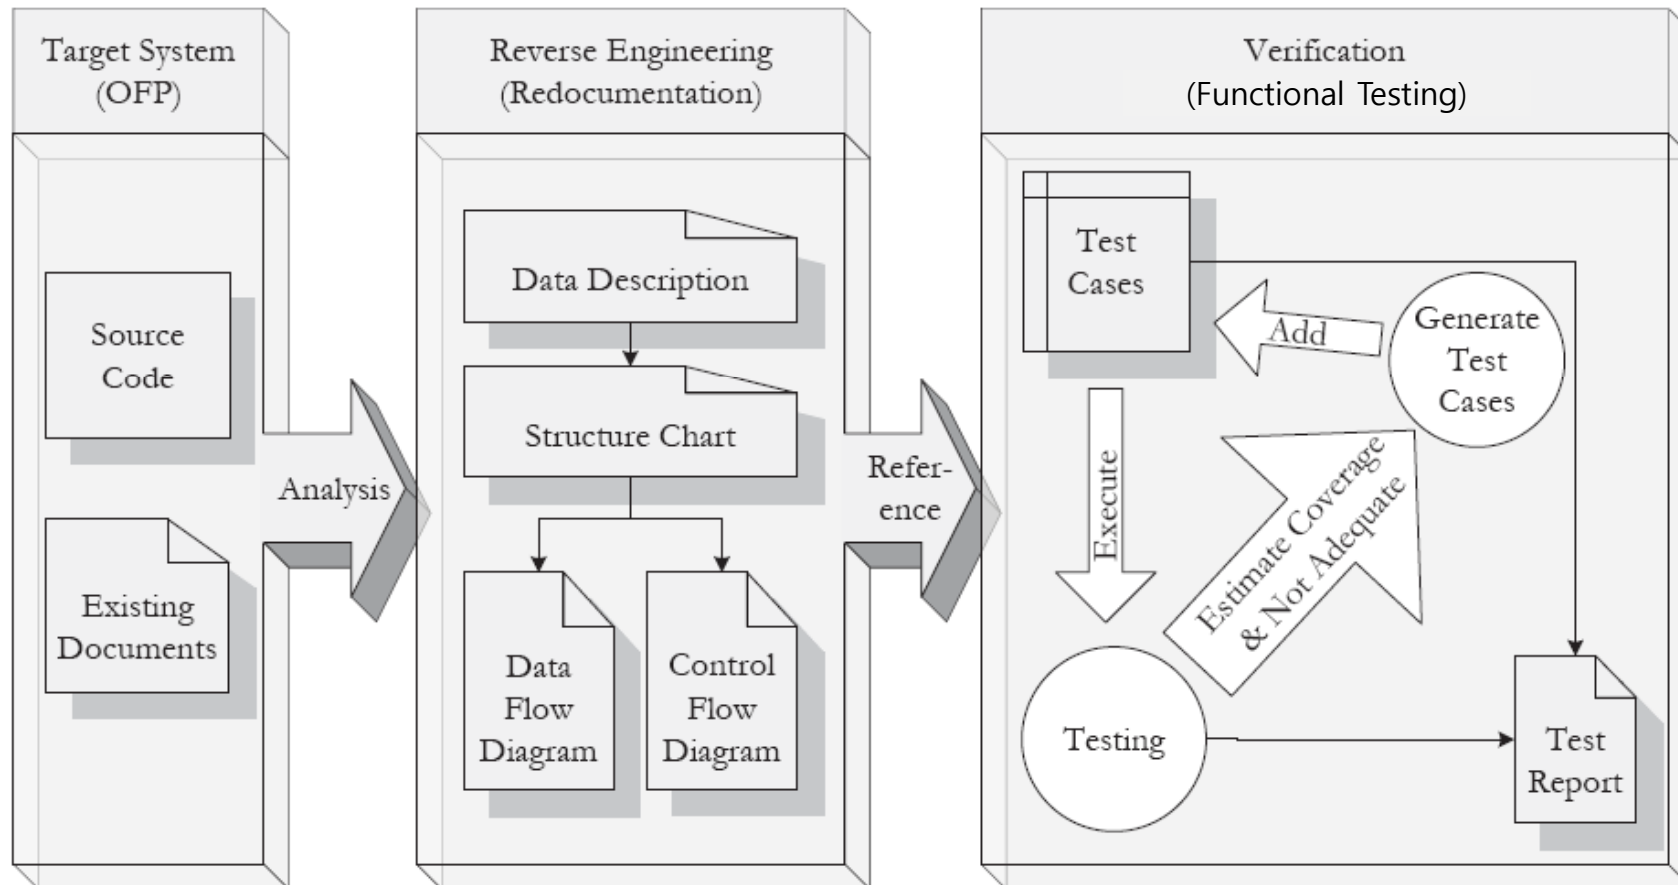 Target System
(OFP)
Source
Code
Existing
Documents
Analysis
Reverse Engineering
(Redocumentation)
Data Description
Structure Chart
Data
Flow
Diagram
Control
Flow
Diagram
Refer-
ence
Verification
(Functional Testing)
Test
Cases
Add
Generate
Test
Cases
Execute
Estimate Coverage
& Not Adequate
Testing
Test
Report